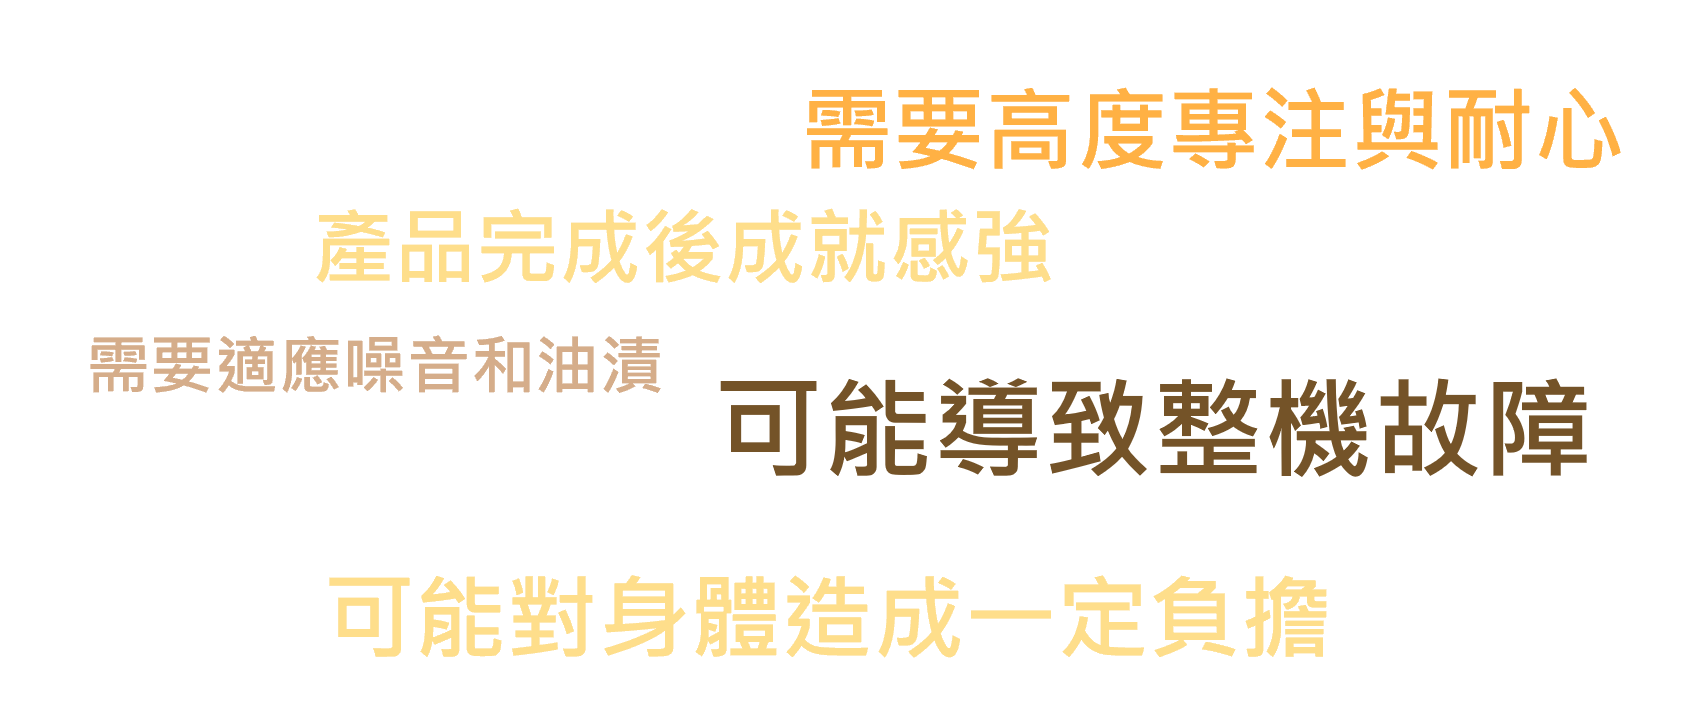 需要高度專注與耐心
產品完成後成就感強
需要適應噪音和油漬
可能導致整機故障
可能對身體造成一定負擔